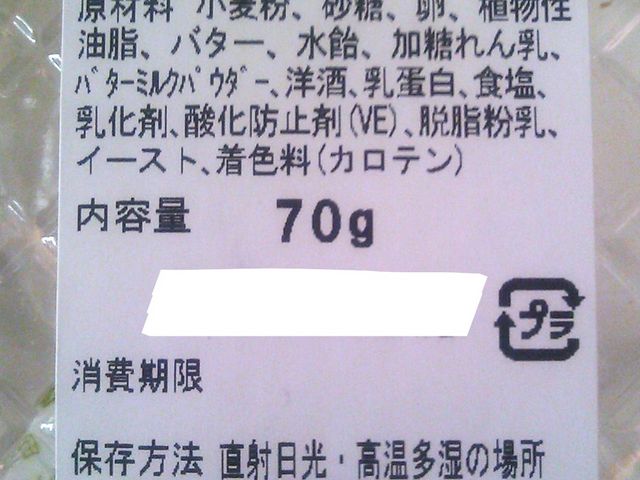 原材料 小麦粉、砂糖、卵、植物性
油脂、バター、水飴、加糖れん乳、
ﾊﾞﾀｰﾐﾙｸﾊﾟｳﾀﾞｰ、洋酒、乳蛋白、食塩、
乳化剤、酸化防止剤(VE)、脱脂粉乳、
イースト、着色料(カロテン)
内容量 70g
プラ
消費期限
保存方法 直射日光・高温多湿の場所